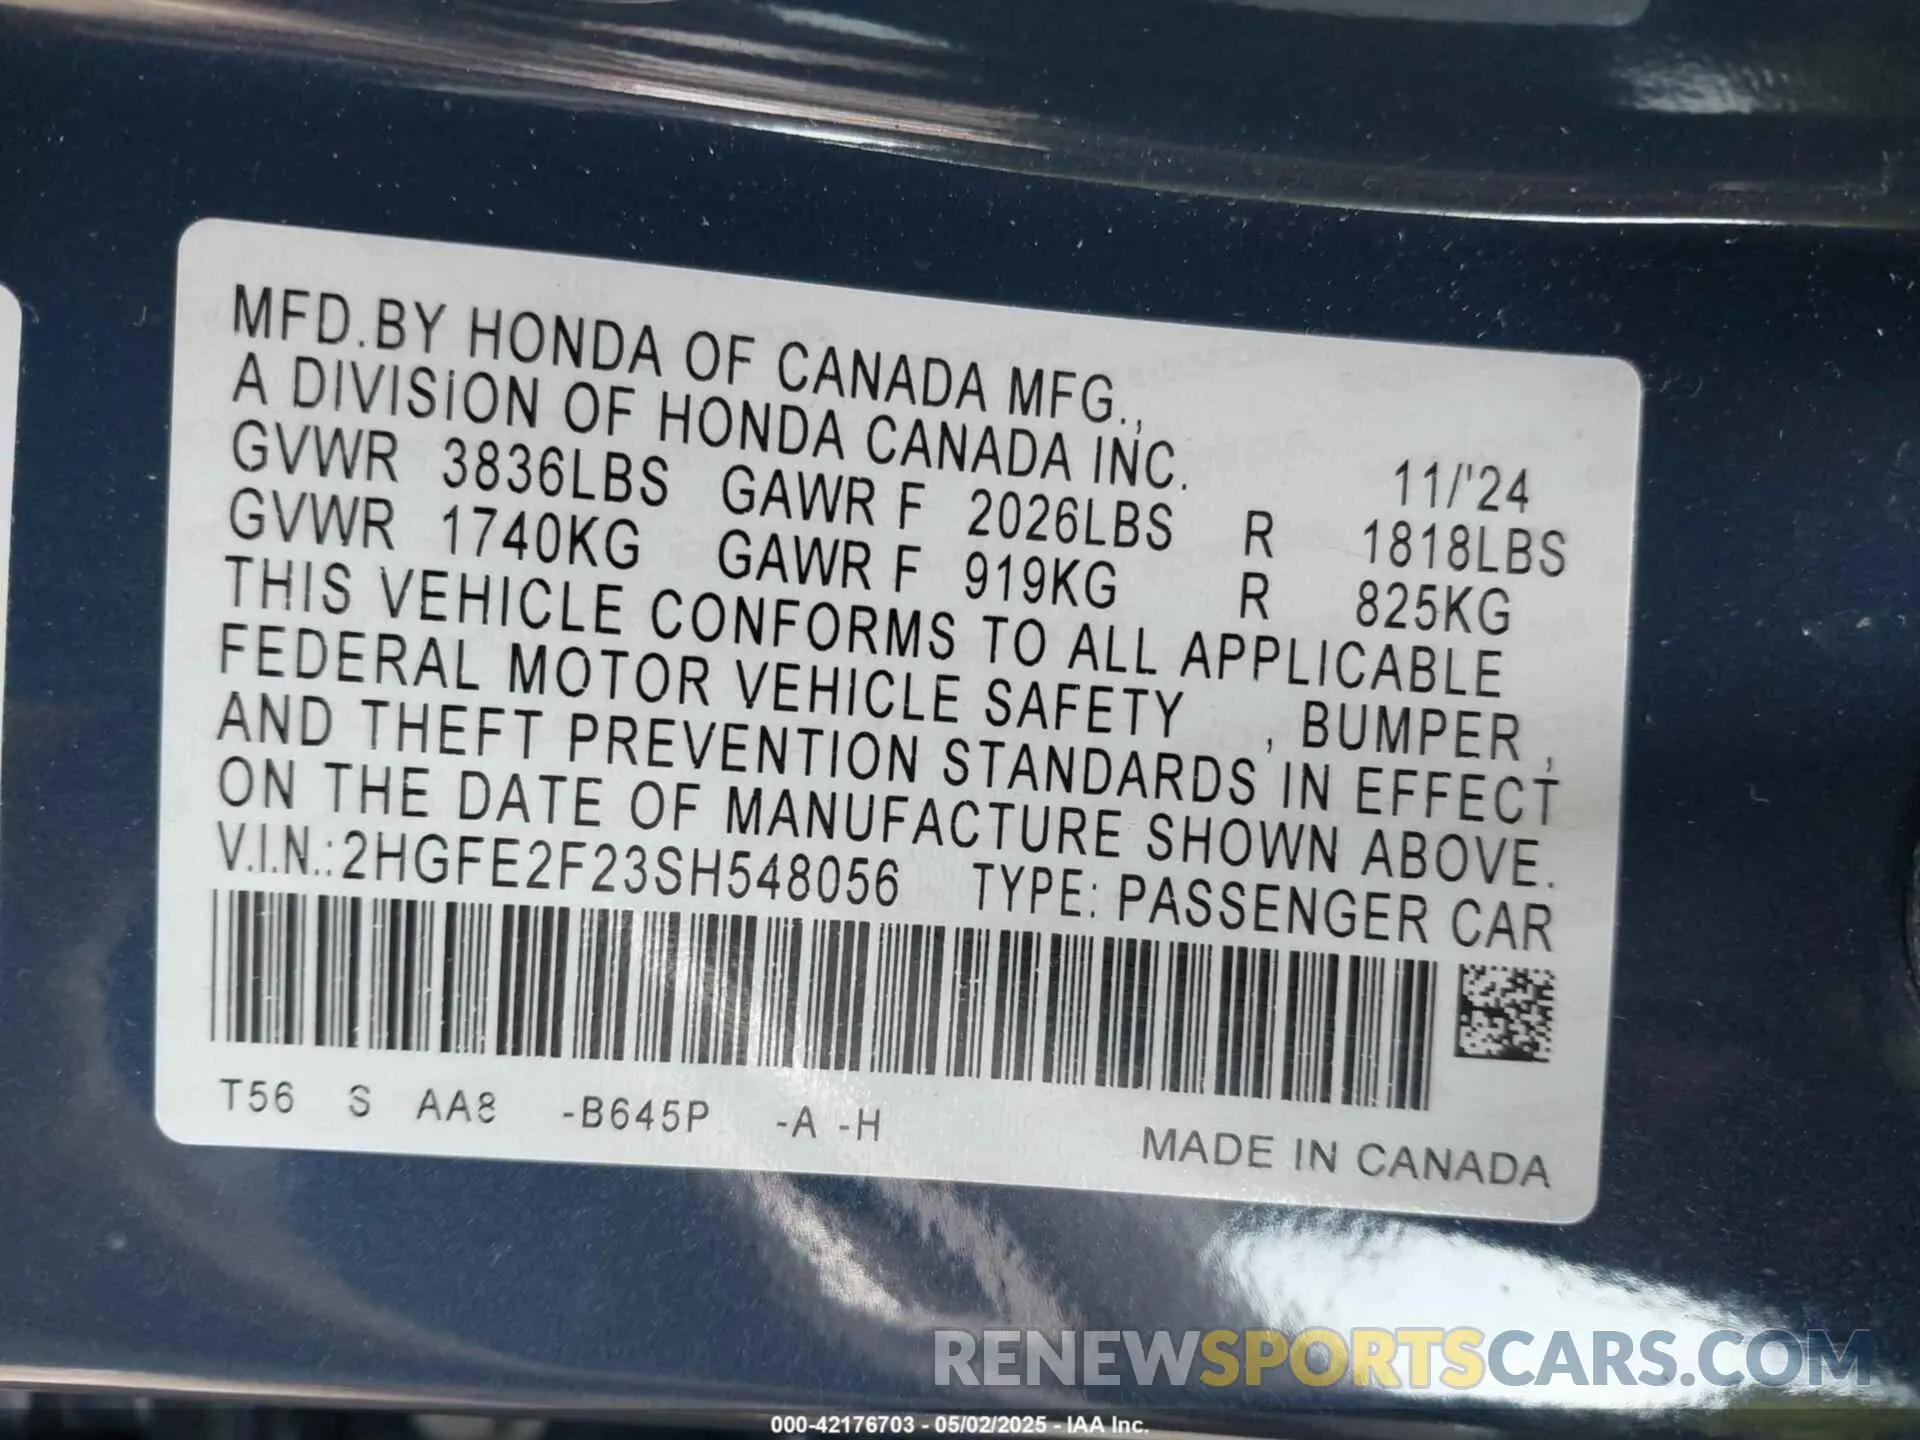 MFD.BY HONDA OF CANADA MFG.,
A DIVISION OF HONDA CANADA INC. 11/'24
GVWR 3836LBS GAWR F 2026LBS R 1818LBS
GVWR 1740KG GAWR F 919KG R 825KG
THIS VEHICLE CONFORMS TO ALL APPLICABLE
FEDERAL MOTOR VEHICLE SAFETY , BUMPER ,
AND THEFT PREVENTION STANDARDS IN EFFECT
ON THE DATE OF MANUFACTURE SHOWN ABOVE.
V.I.N.:2HGFE2F23SH548056 TYPE: PASSENGER CAR
T56 S AA8 -B645P -A -H
MADE IN CANADA
RENEWSPORTSCARS.COM
000-42176703 - 05/02/2025 - IAA Inc.